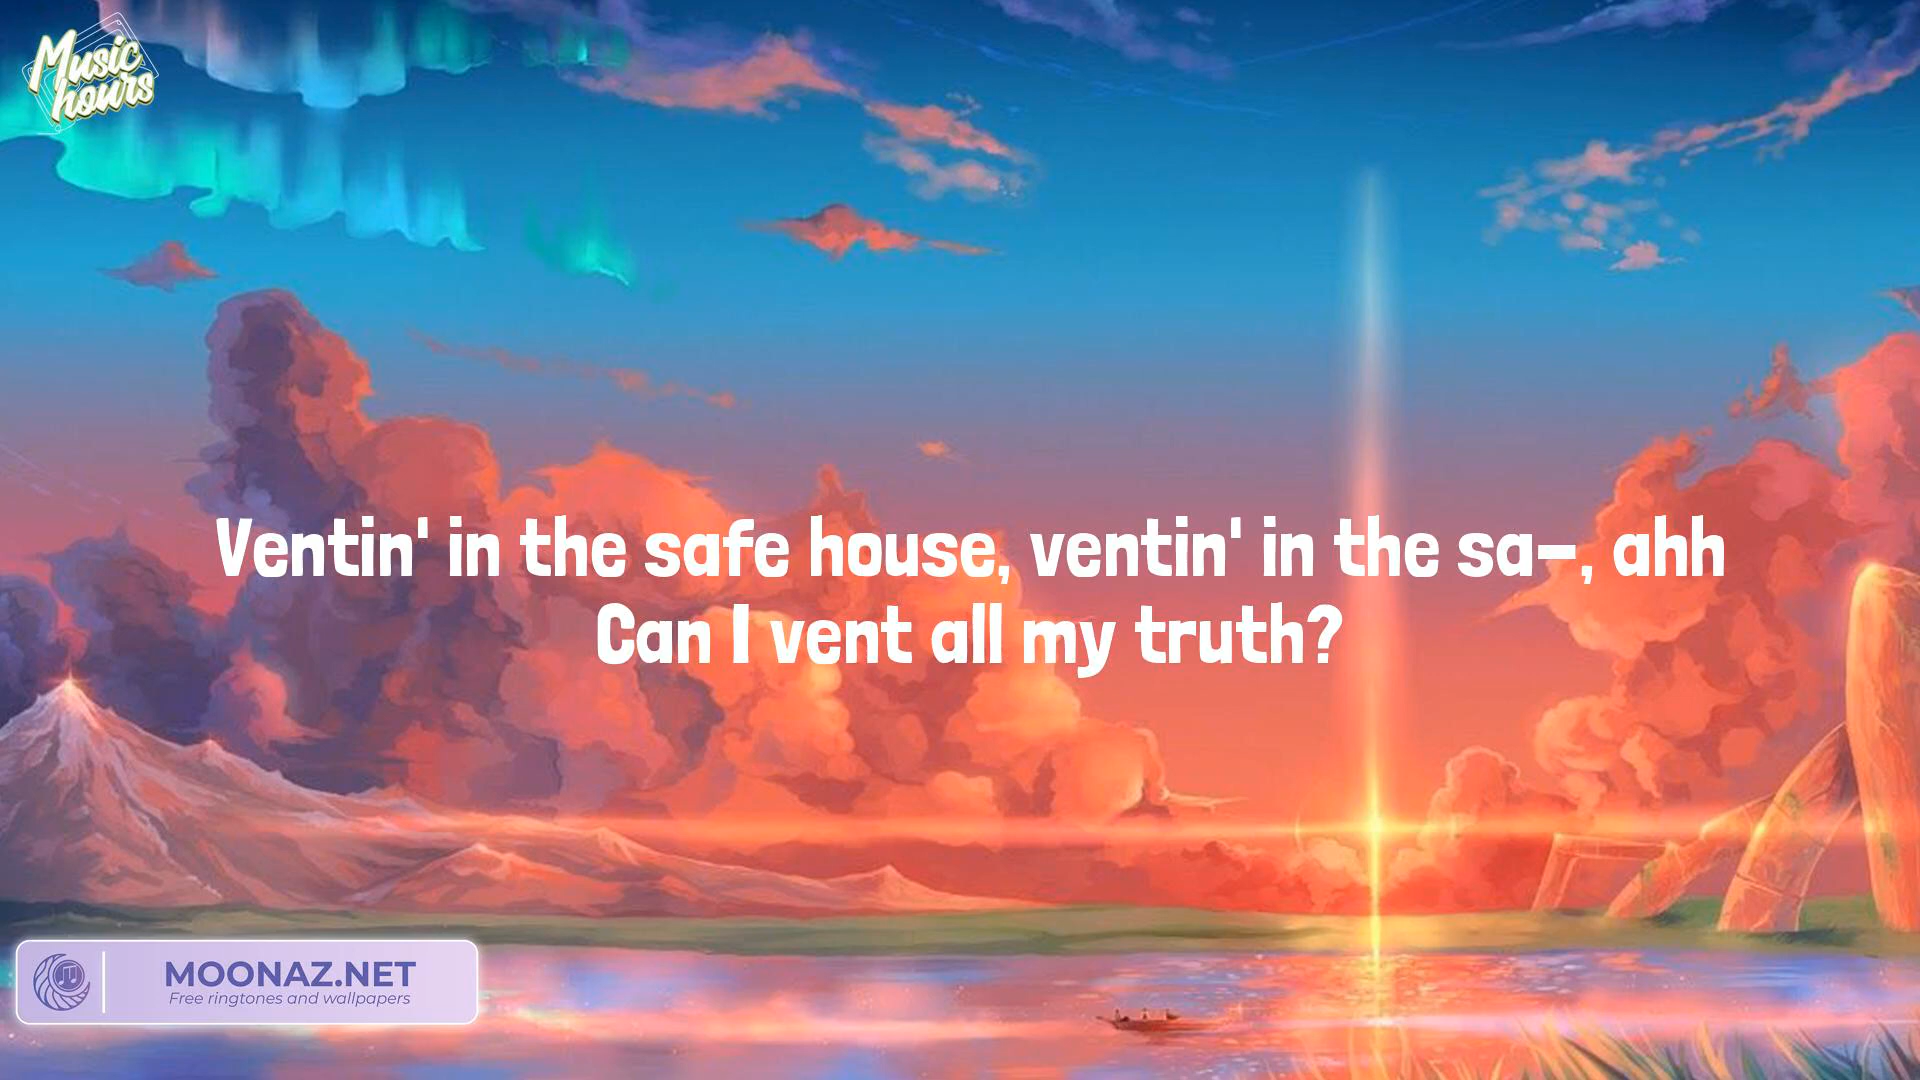 Music
hours
Ventin' in the safe house, ventin' in the sa-, ahh
Can I vent all my truth?
MOONAZ.NET
Free ringtones and wallpapers